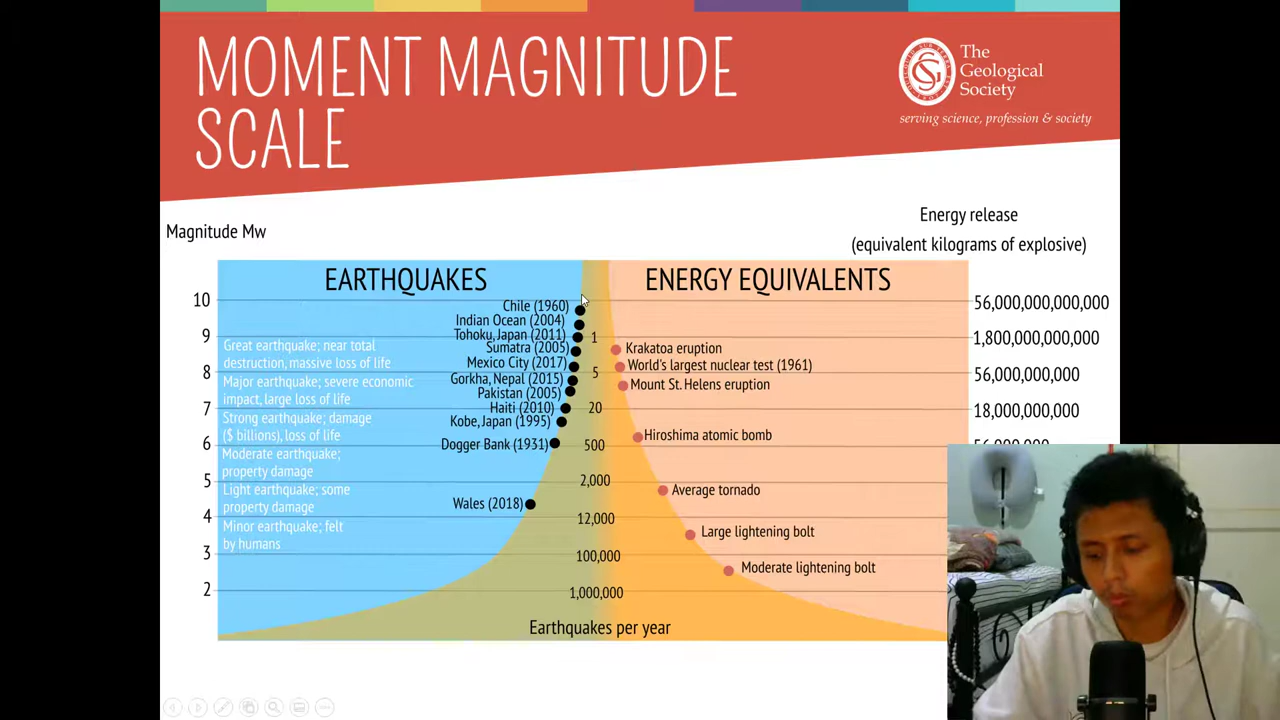 MOMENT MAGNITUDE
SCALE
The
Geological
Society
serving science, profession & society
Magnitude Mw
Energy release
(equivalent kilograms of explosive)
EARTHQUAKES
ENERGY EQUIVALENTS
10
9
8
7
6
5
4
3
2
Great earthquake; near total
destruction, massive loss of life
Major earthquake; severe economic
impact, large loss of life
Strong earthquake; damage
($ billions), loss of life
Moderate earthquake;
property damage
Light earthquake; some
property damage
Minor earthquake; felt
by humans
Chile (1960)
Indian Ocean (2004)
Tohoku, Japan (2011)
Sumatra (2005)
Mexico City (2017)
Gorkha, Nepal (2015)
Pakistan (2005)
Haiti (2010)
Kobe, Japan (1995)
Dogger Bank (1931)
Wales (2018)
1
5
20
500
2,000
12,000
100,000
1,000,000
Earthquakes per year
Krakatoa eruption
World's largest nuclear test (1961)
Mount St. Helens eruption
Hiroshima atomic bomb
Average tornado
Large lightening bolt
Moderate lightening bolt
56,000,000,000,000
1,800,000,000,000
56,000,000,000
18,000,000,000